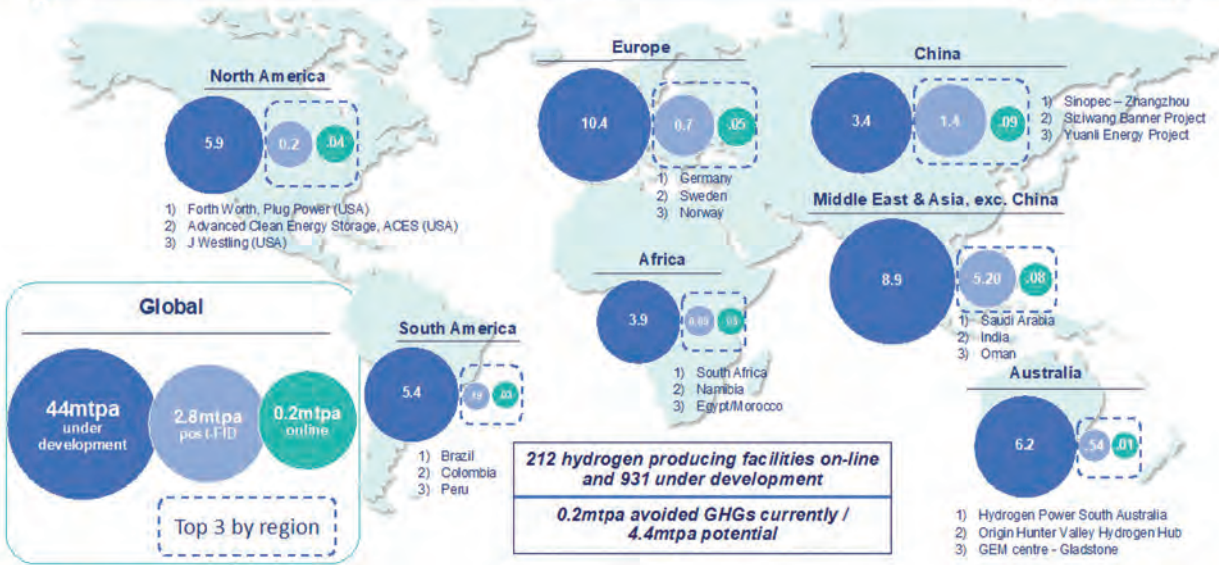 North America
5.9
0.2
.04
1) Forth Worth, Plug Power (USA)
2) Advanced Clean Energy Storage, ACES (USA)
3) J Westling (USA)
Europe
10.4
0.7
.05
1) Germany
2) Sweden
3) Norway
China
3.4
1.4
.09
1) Sinopec – Zhangzhou
2) Siziwang Banner Project
3) Yuanli Energy Project
Middle East & Asia, exc. China
8.9
5.20
.08
1) Saudi Arabia
2) India
3) Oman
Africa
3.9
.03
1) South Africa
2) Namibia
3) Egypt/Morocco
South America
5.4
.19
.03
1) Brazil
2) Colombia
3) Peru
Australia
6.2
.54
.01
1) Hydrogen Power South Australia
2) Origin Hunter Valley Hydrogen Hub
3) GEM centre - Gladstone
Global
44mtpa
under
development
2.8mtpa
post-FID
0.2mtpa
online
Top 3 by region
212 hydrogen producing facilities on-line
and 931 under development
0.2mtpa avoided GHGs currently /
4.4mtpa potential